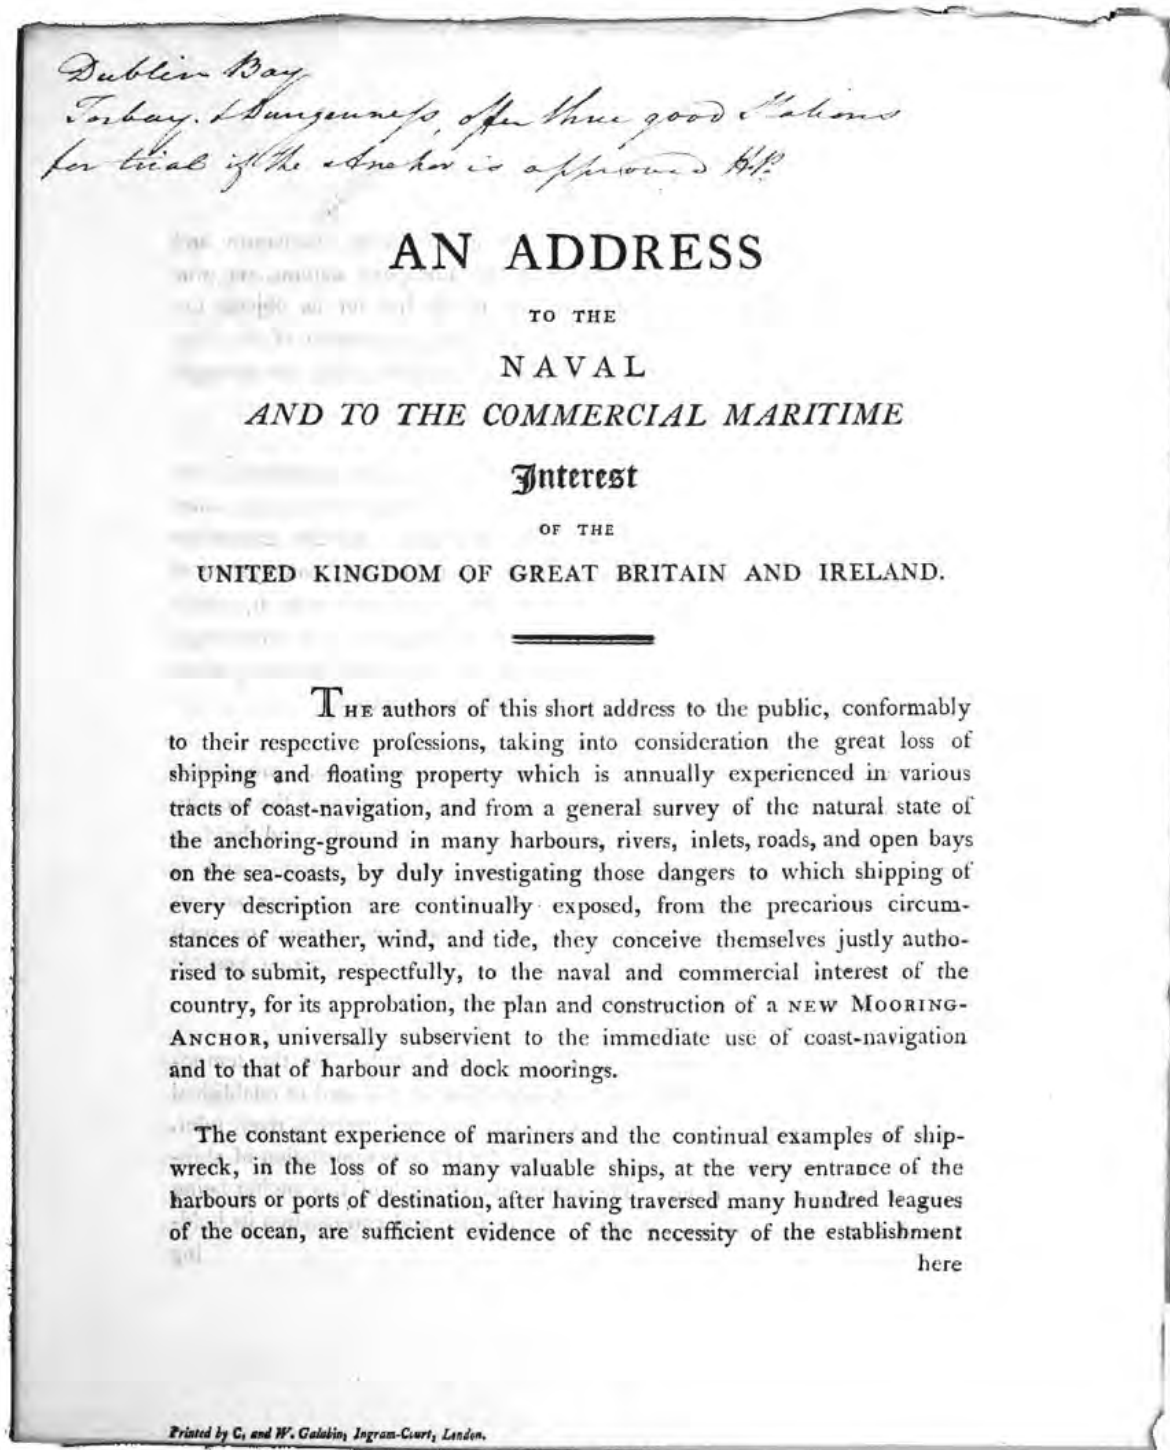 Dublin Bay
Torbay. & Dungenness, offer three good Stations
for trial if the Anchor is approved H.P.
AN ADDRESS
TO THE
NAVAL
AND TO THE COMMERCIAL MARITIME
Interest
OF THE
UNITED KINGDOM OF GREAT BRITAIN AND IRELAND.
THE authors of this short address to the public, conformably
to their respective professions, taking into consideration the great loss of
shipping and floating property which is annually experienced in various
tracts of coast-navigation, and from a general survey of the natural state of
the anchoring-ground in many harbours, rivers, inlets, roads, and open bays
on the sea-coasts, by duly investigating those dangers to which shipping of
every description are continually exposed, from the precarious circum-
stances of weather, wind, and tide, they conceive themselves justly autho-
rised to submit, respectfully, to the naval and commercial interest of the
country, for its approbation, the plan and construction of a NEW MOORING-
ANCHOR, universally subservient to the immediate use of coast-navigation
and to that of harbour and dock moorings.
The constant experience of mariners and the continual examples of ship-
wreck, in the loss of so many valuable ships, at the very entrance of the
harbours or ports of destination, after having traversed many hundred leagues
of the ocean, are sufficient evidence of the necessity of the establishment
here
Printed by C. and W. Galabin, Ingram-Court, London.